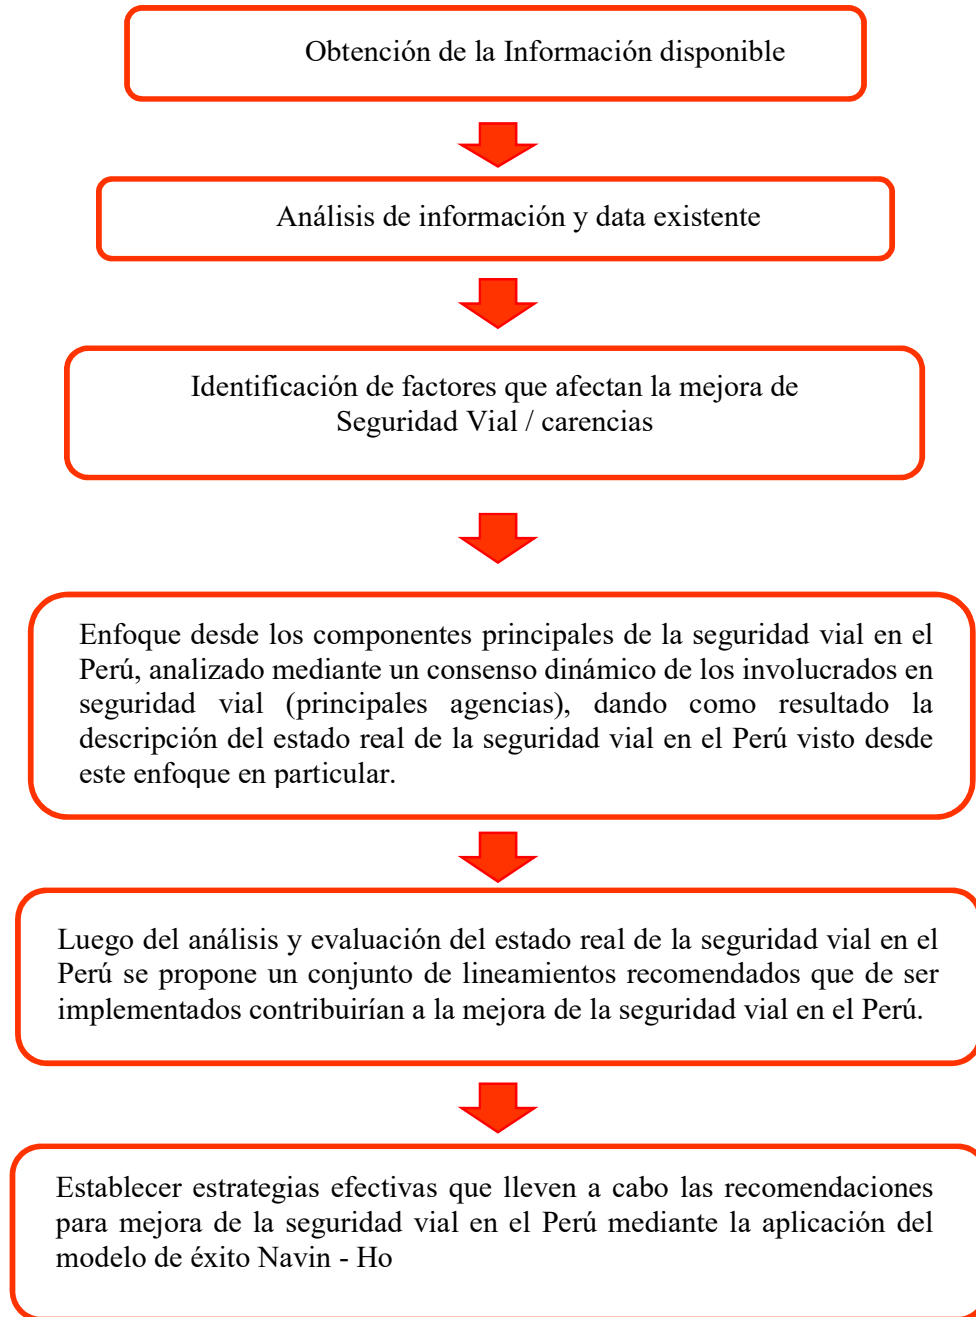 Obtención de la Información disponible
Análisis de información y data existente
Identificación de factores que afectan la mejora de
Seguridad Vial / carencias
Enfoque desde los componentes principales de la seguridad vial en el
Perú, analizado mediante un consenso dinámico de los involucrados en
seguridad vial (principales agencias), dando como resultado la
descripción del estado real de la seguridad vial en el Perú visto desde
este enfoque en particular.
Luego del análisis y evaluación del estado real de la seguridad vial en el
Perú se propone un conjunto de lineamientos recomendados que de ser
implementados contribuirían a la mejora de la seguridad vial en el Perú.
Establecer estrategias efectivas que lleven a cabo las recomendaciones
para mejora de la seguridad vial en el Perú mediante la aplicación del
modelo de éxito Navin - Ho